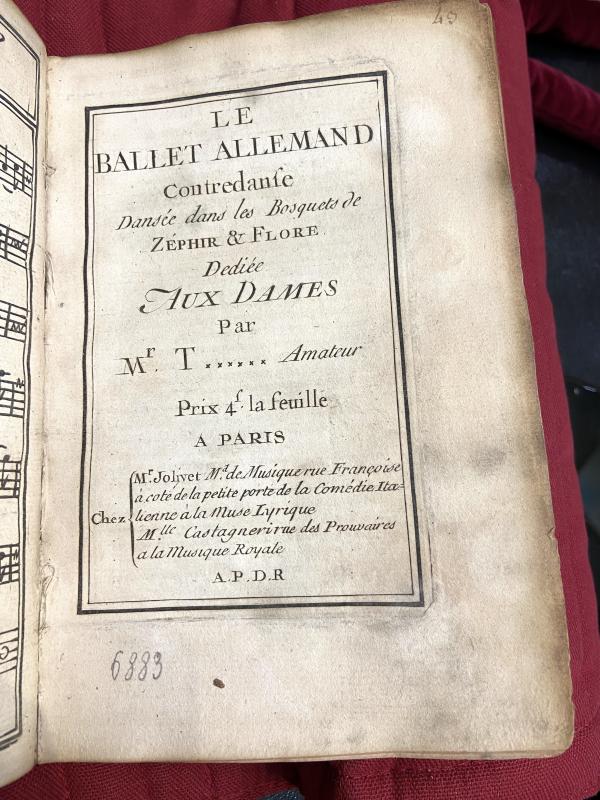 45
LE
BALLET ALLEMAND
Contredanſe
Dansée dans les Bosquets de
ZÉPHIR & FLORE
Dediée
AUX DAMES
Par
Mr. T...... Amateur
Prix 4ſ. la feuille
A PARIS
Chez
Mr. Jolivet Md. de Musique rue Françoise
à coté de la petite porte de la Comédie Ita-
lienne à la Muse Lyrique
Mlle Castagneri rue des Prouvaires
a la Musique Royale
A.P.D.R
6883